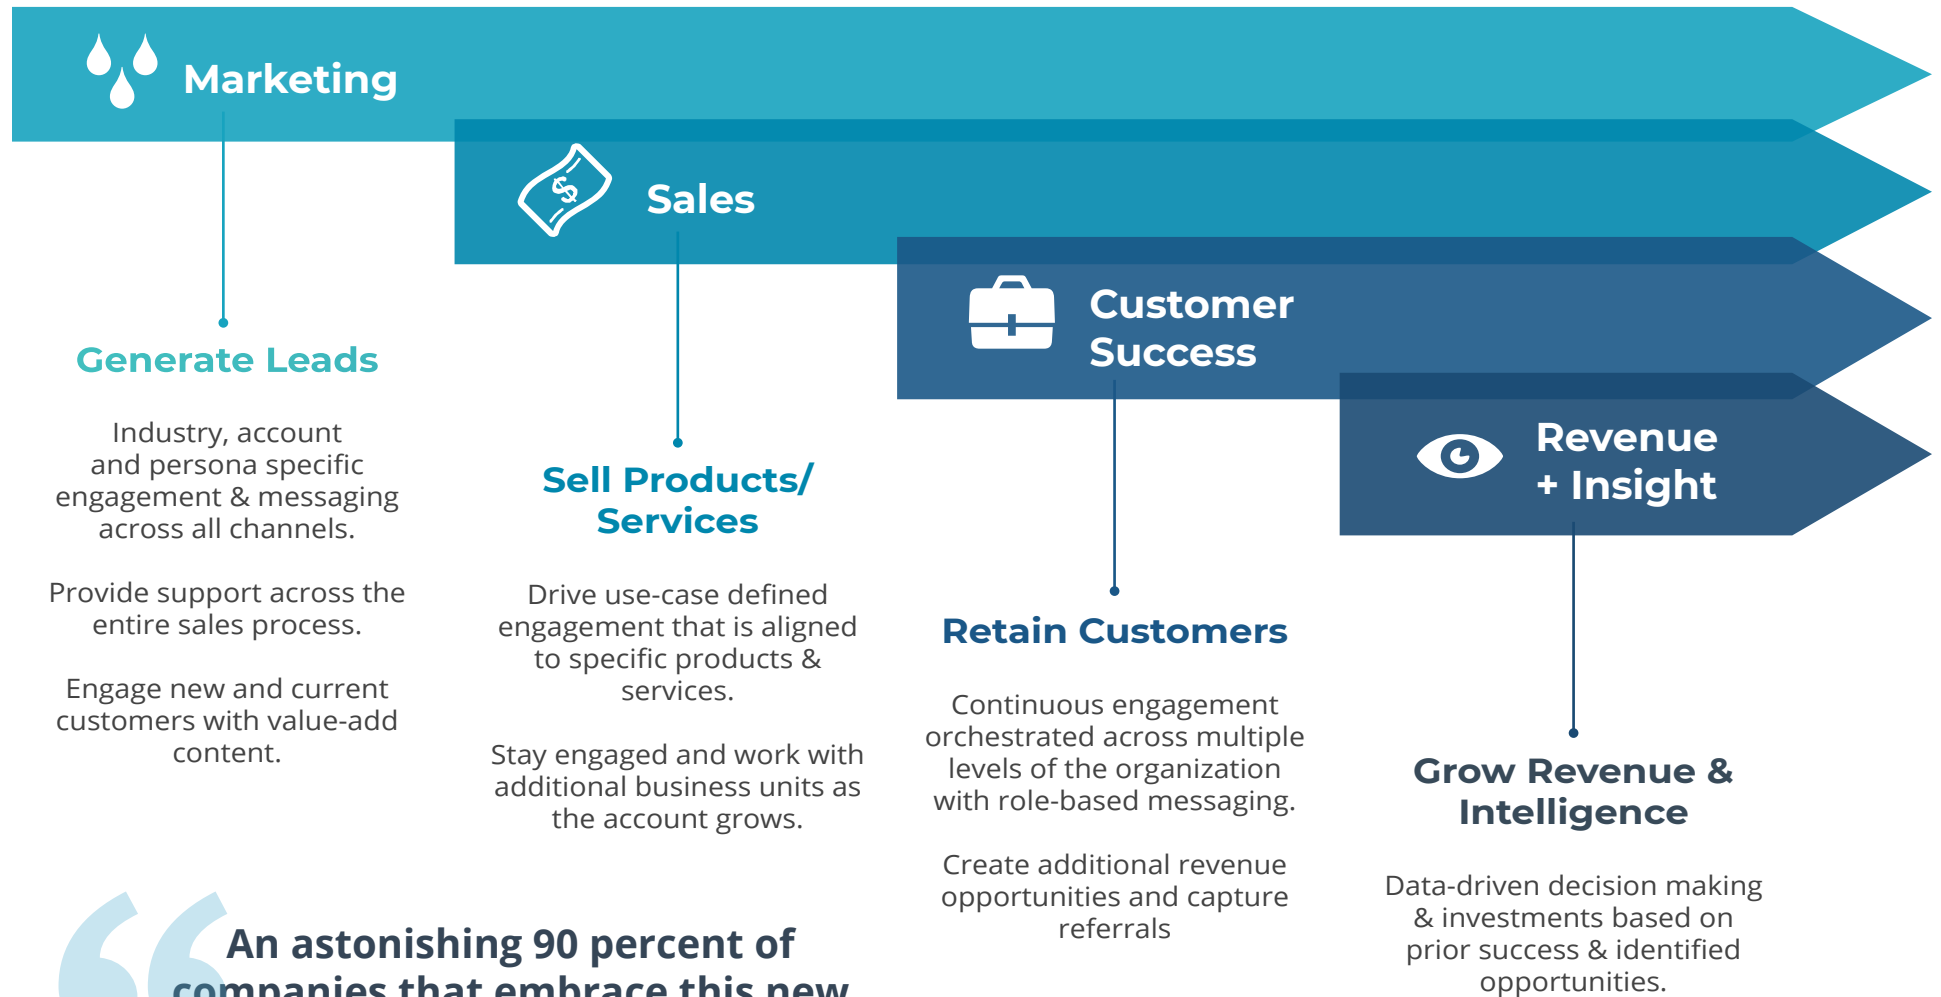 Marketing
Sales
Customer
Success
Revenue
+ Insight
Generate Leads
Industry, account
and persona specific
engagement & messaging
across all channels.
Provide support across the
entire sales process.
Engage new and current
customers with value-add
content.
Sell Products/
Services
Drive use-case defined
engagement that is aligned
to specific products &
services.
Stay engaged and work with
additional business units as
the account grows.
Retain Customers
Continuous engagement
orchestrated across multiple
levels of the organization
with role-based messaging.
Create additional revenue
opportunities and capture
referrals
Grow Revenue &
Intelligence
Data-driven decision making
& investments based on
prior success & identified
opportunities.
An astonishing 90 percent of
companies that embrace this new